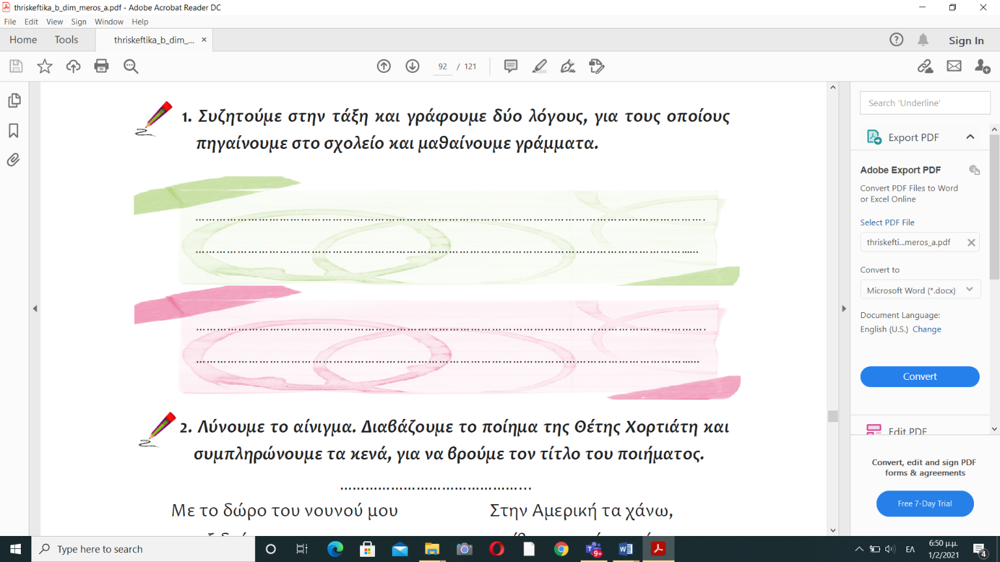 thriskeftika_b_dim_meros_a.pdf - Adobe Acrobat Reader DC
File Edit View Sign Window Help
Home Tools thriskeftika_b_dim_... × Sign In
92 / 121
1. Συζητούμε στην τάξη και γράφουμε δύο λόγους, για τους οποίους
πηγαίνουμε στο σχολείο και μαθαίνουμε γράμματα.
2. Λύνουμε το αίνιγμα. Διαβάζουμε το ποίημα της Θέτης Χορτιάτη και
συμπληρώνουμε τα κενά, για να βρούμε τον τίτλο του ποιήματος.
Με το δώρο του νουνού μου
Στην Αμερική τα χάνω,
Search 'Underline'
Export PDF
Adobe Export PDF
Convert PDF Files to Word
or Excel Online
Select PDF File
thriskefti...meros_a.pdf
Convert to
Microsoft Word (*.docx)
Document Language:
English (U.S.) Change
Convert
Edit PDF
Convert, edit and sign PDF
forms & agreements
Free 7-Day Trial
Type here to search
9+
ΕΛ
6:50 μ.μ.
1/2/2021
4